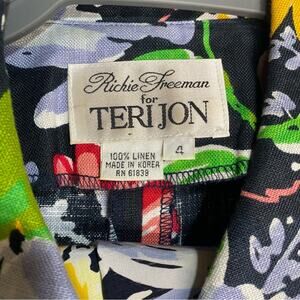 Richie Freeman
for
TERI JON
100% LINEN
MADE IN KOREA
RN 61839
4